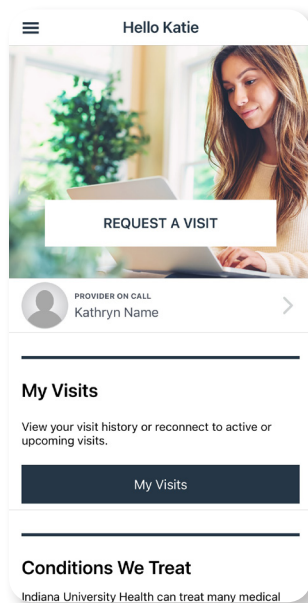 Hello Katie
REQUEST A VISIT
PROVIDER ON CALL
Kathryn Name
My Visits
View your visit history or reconnect to active or
upcoming visits.
My Visits
Conditions We Treat
Indiana University Health can treat many medical